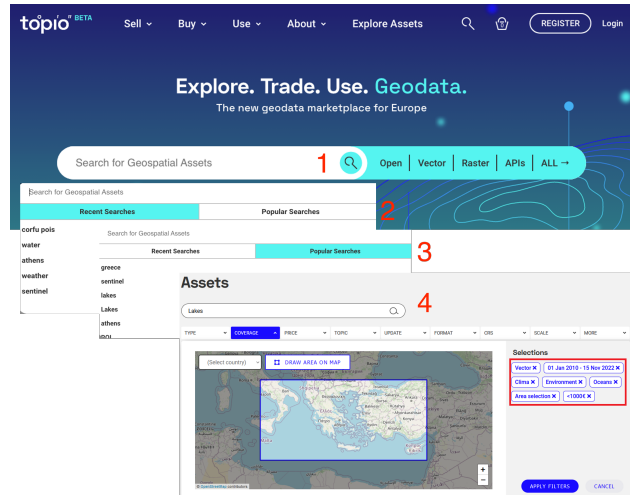 topio BETA
Sell
Buy
Use
About
Explore Assets
REGISTER
Login
Explore. Trade. Use. Geodata.
The new geodata marketplace for Europe
Search for Geospatial Assets
1
Open
Vector
Raster
APIs
ALL →
Search for Geospatial Assets
Recent Searches
Popular Searches
2
corfu pois
water
athens
weather
sentinel
Search for Geospatial Assets
Recent Searches
Popular Searches
3
greece
sentinel
lakes
Lakes
athens
Assets
4
Lakes
TYPE
COVERAGE
PRICE
TOPIC
UPDATE
FORMAT
CRS
SCALE
MORE
(Select country)
DRAW AREA ON MAP
+
−
© OpenStreetMap contributors
Selections
Vector ×
01 Jan 2010 - 15 Nov 2022 ×
Clima ×
Environment ×
Oceans ×
Area selection ×
<1000€ ×
APPLY FILTERS
CANCEL